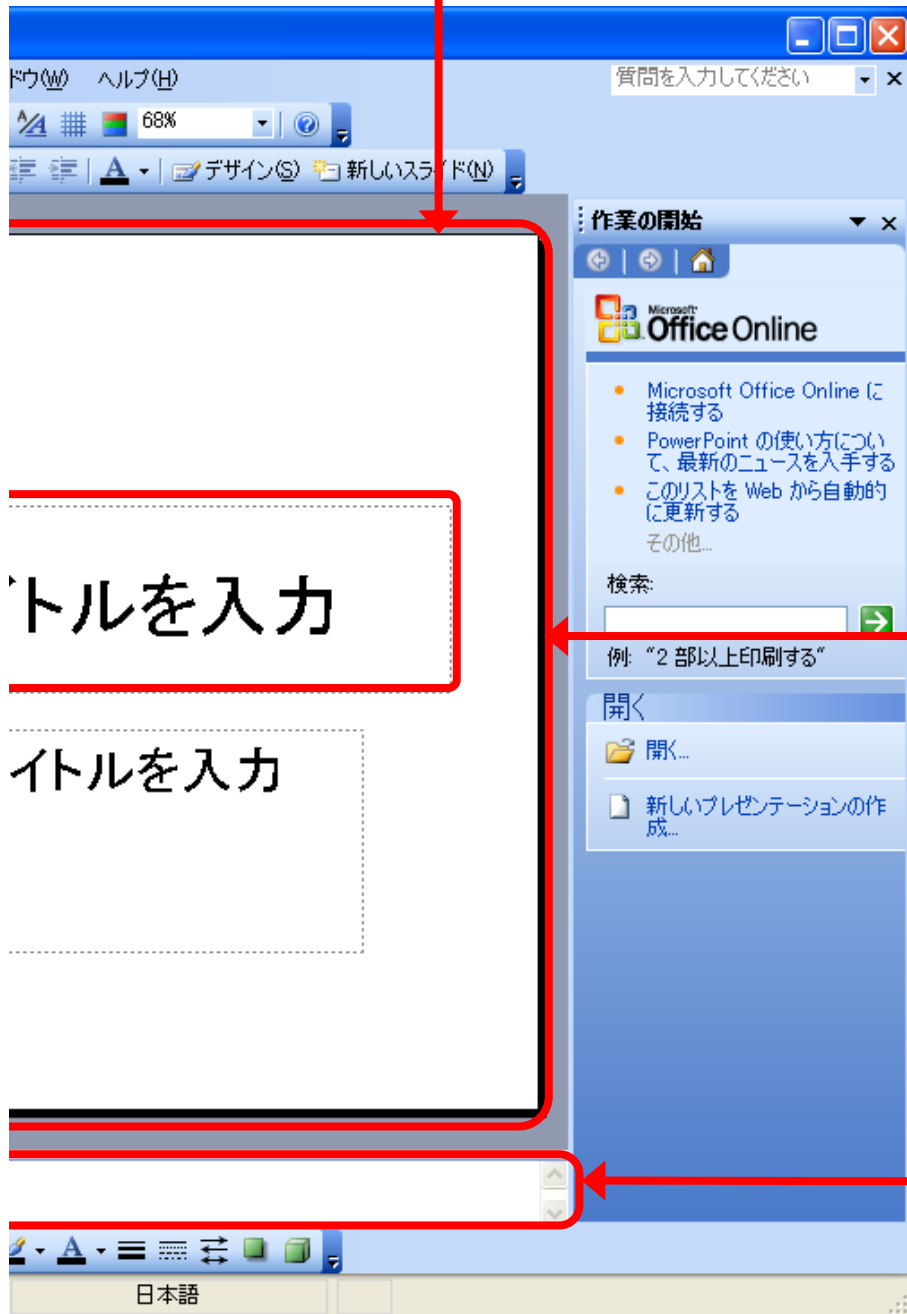 ドウ(W) ヘルプ(H) 質問を入力してください
68%
A デザイン(S) 新しいスライド(N)
作業の開始
Microsoft
Office Online
Microsoft Office Online に
接続する
PowerPoint の使い方につい
て、最新のニュースを入手する
このリストを Web から自動的
に更新する
その他...
検索:
トルを入力
例: "2 部以上印刷する"
開く
イトルを入力
開く...
新しいプレゼンテーションの作
成...
A
日本語